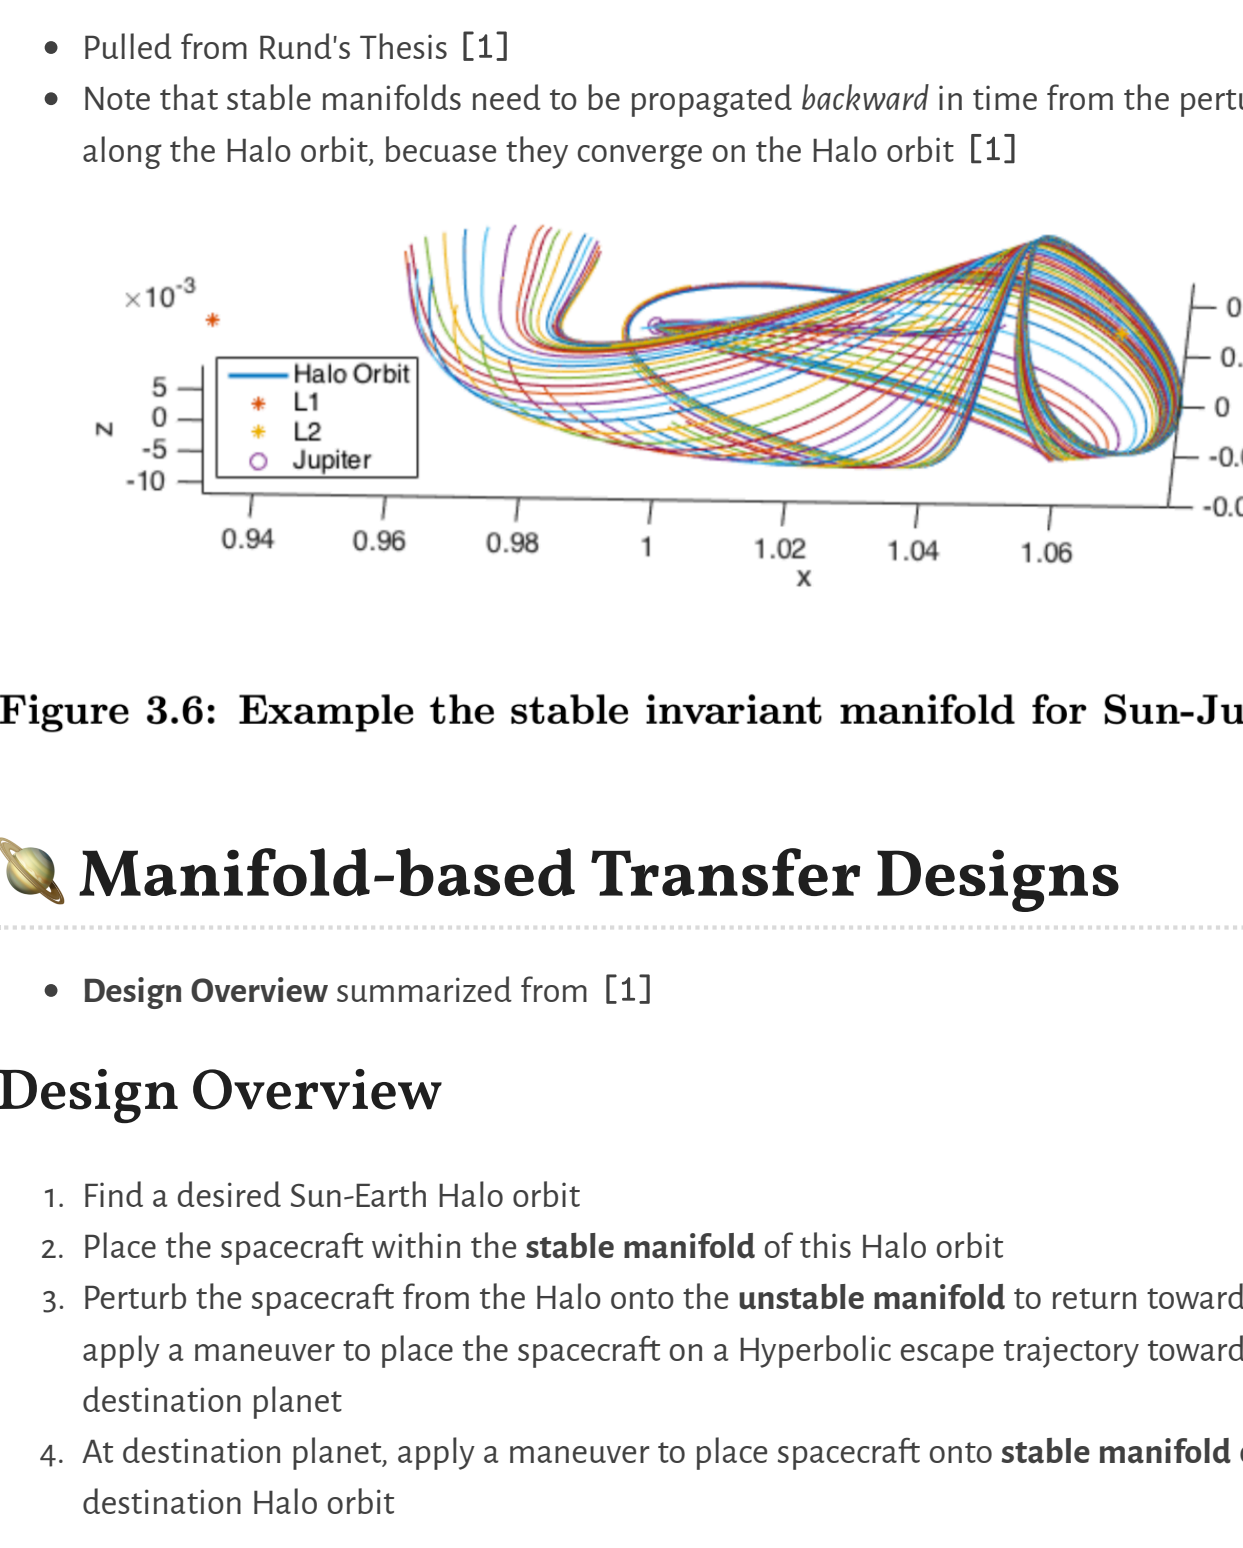 Pulled from Rund's Thesis [1]
Note that stable manifolds need to be propagated backward in time from the
along the Halo orbit, becuase they converge on the Halo orbit [1]
×10-3
Halo Orbit
L1
L2
Jupiter
z
5
0
-5
-10
0
0.
0
-0.
-0.0
0.94 0.96 0.98 1 1.02 1.04 1.06
x
Figure 3.6: Example the stable invariant manifold for Sun-Ju
Manifold-based Transfer Designs
Design Overview summarized from [1]
Design Overview
1. Find a desired Sun-Earth Halo orbit
2. Place the spacecraft within the stable manifold of this Halo orbit
3. Perturb the spacecraft from the Halo onto the unstable manifold to return toward
apply a maneuver to place the spacecraft on a Hyperbolic escape trajectory toward
destination planet
4. At destination planet, apply a maneuver to place spacecraft onto stable manifold
destination Halo orbit